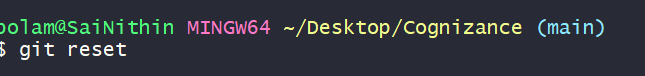 polam@SaiNithin MINGW64 ~/Desktop/Cognizance (main)
$ git reset